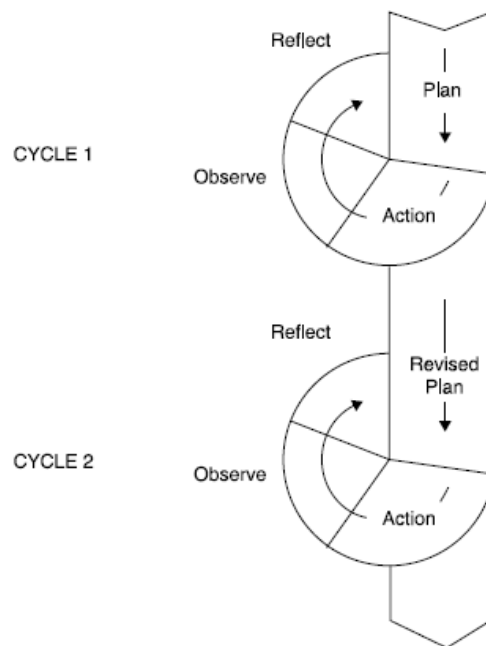 Reflect
Plan
CYCLE 1
Observe
Action
Reflect
Revised
Plan
CYCLE 2
Observe
Action